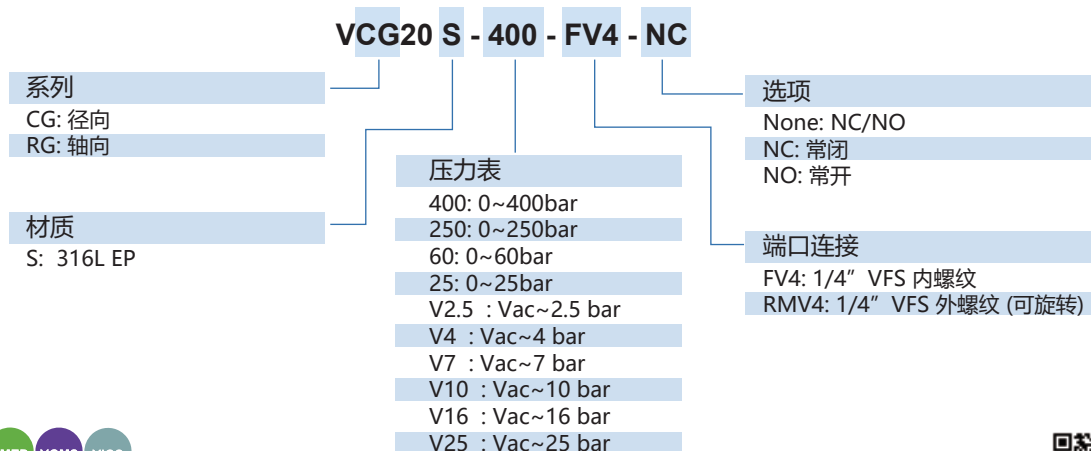 VCG20 S - 400 - FV4 - NC
系列
CG: 径向
RG: 轴向
材质
S: 316L EP
压力表
400: 0~400bar
250: 0~250bar
60: 0~60bar
25: 0~25bar
V2.5 : Vac~2.5 bar
V4 : Vac~4 bar
V7 : Vac~7 bar
V10 : Vac~10 bar
V16 : Vac~16 bar
V25 : Vac~25 bar
选项
None: NC/NO
NC: 常闭
NO: 常开
端口连接
FV4: 1/4” VFS 内螺纹
RMV4: 1/4” VFS 外螺纹 (可旋转)